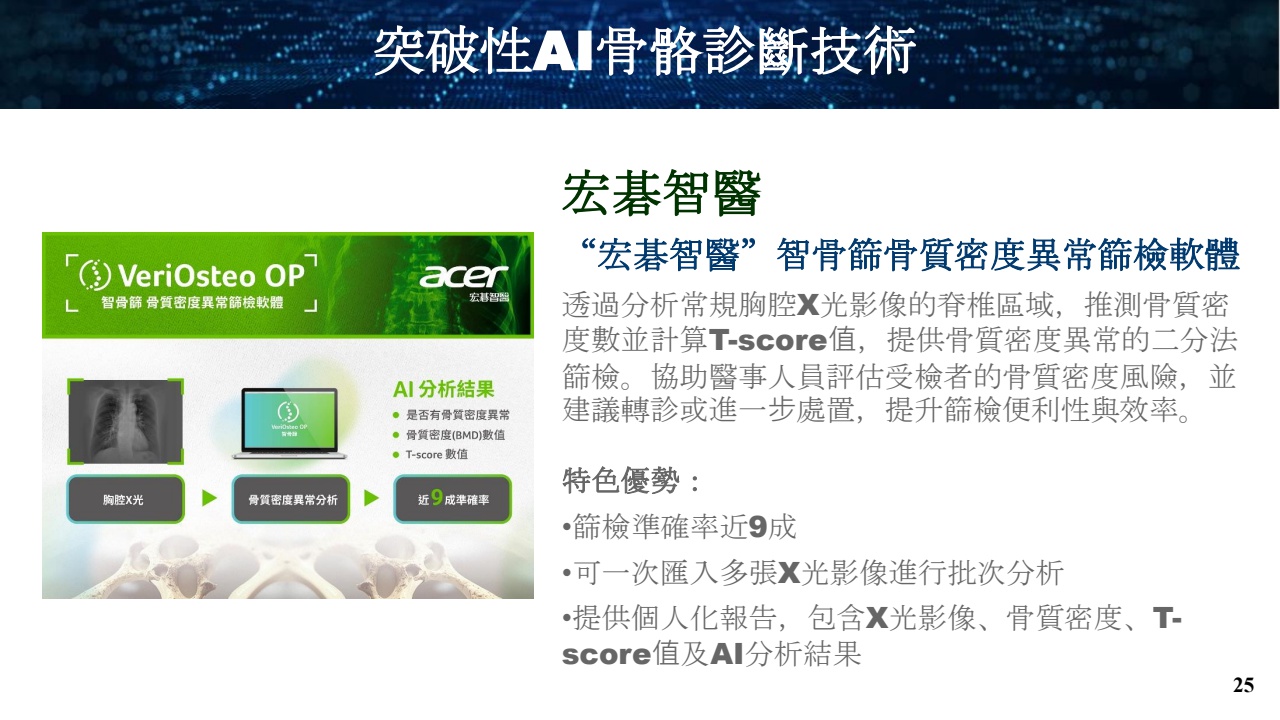 突破性AI骨骼診斷技術
宏碁智醫
“宏碁智醫”智骨篩骨質密度異常篩檢軟體
透過分析常規胸腔X光影像的脊椎區域，推測骨質密
度數並計算T-score值，提供骨質密度異常的二分法
篩檢。協助醫事人員評估受檢者的骨質密度風險，並
建議轉診或進一步處置，提升篩檢便利性與效率。
特色優勢：
•篩檢準確率近9成
•可一次匯入多張X光影像進行批次分析
•提供個人化報告，包含X光影像、骨質密度、T-
score值及AI分析結果
VeriOsteo OP
智骨篩 骨質密度異常篩檢軟體
acer
宏碁智醫
VeriOsteo OP
智骨篩
AI 分析結果
● 是否有骨質密度異常
● 骨質密度(BMD)數值
● T-score 數值
胸腔X光
骨質密度異常分析
近9成準確率
25